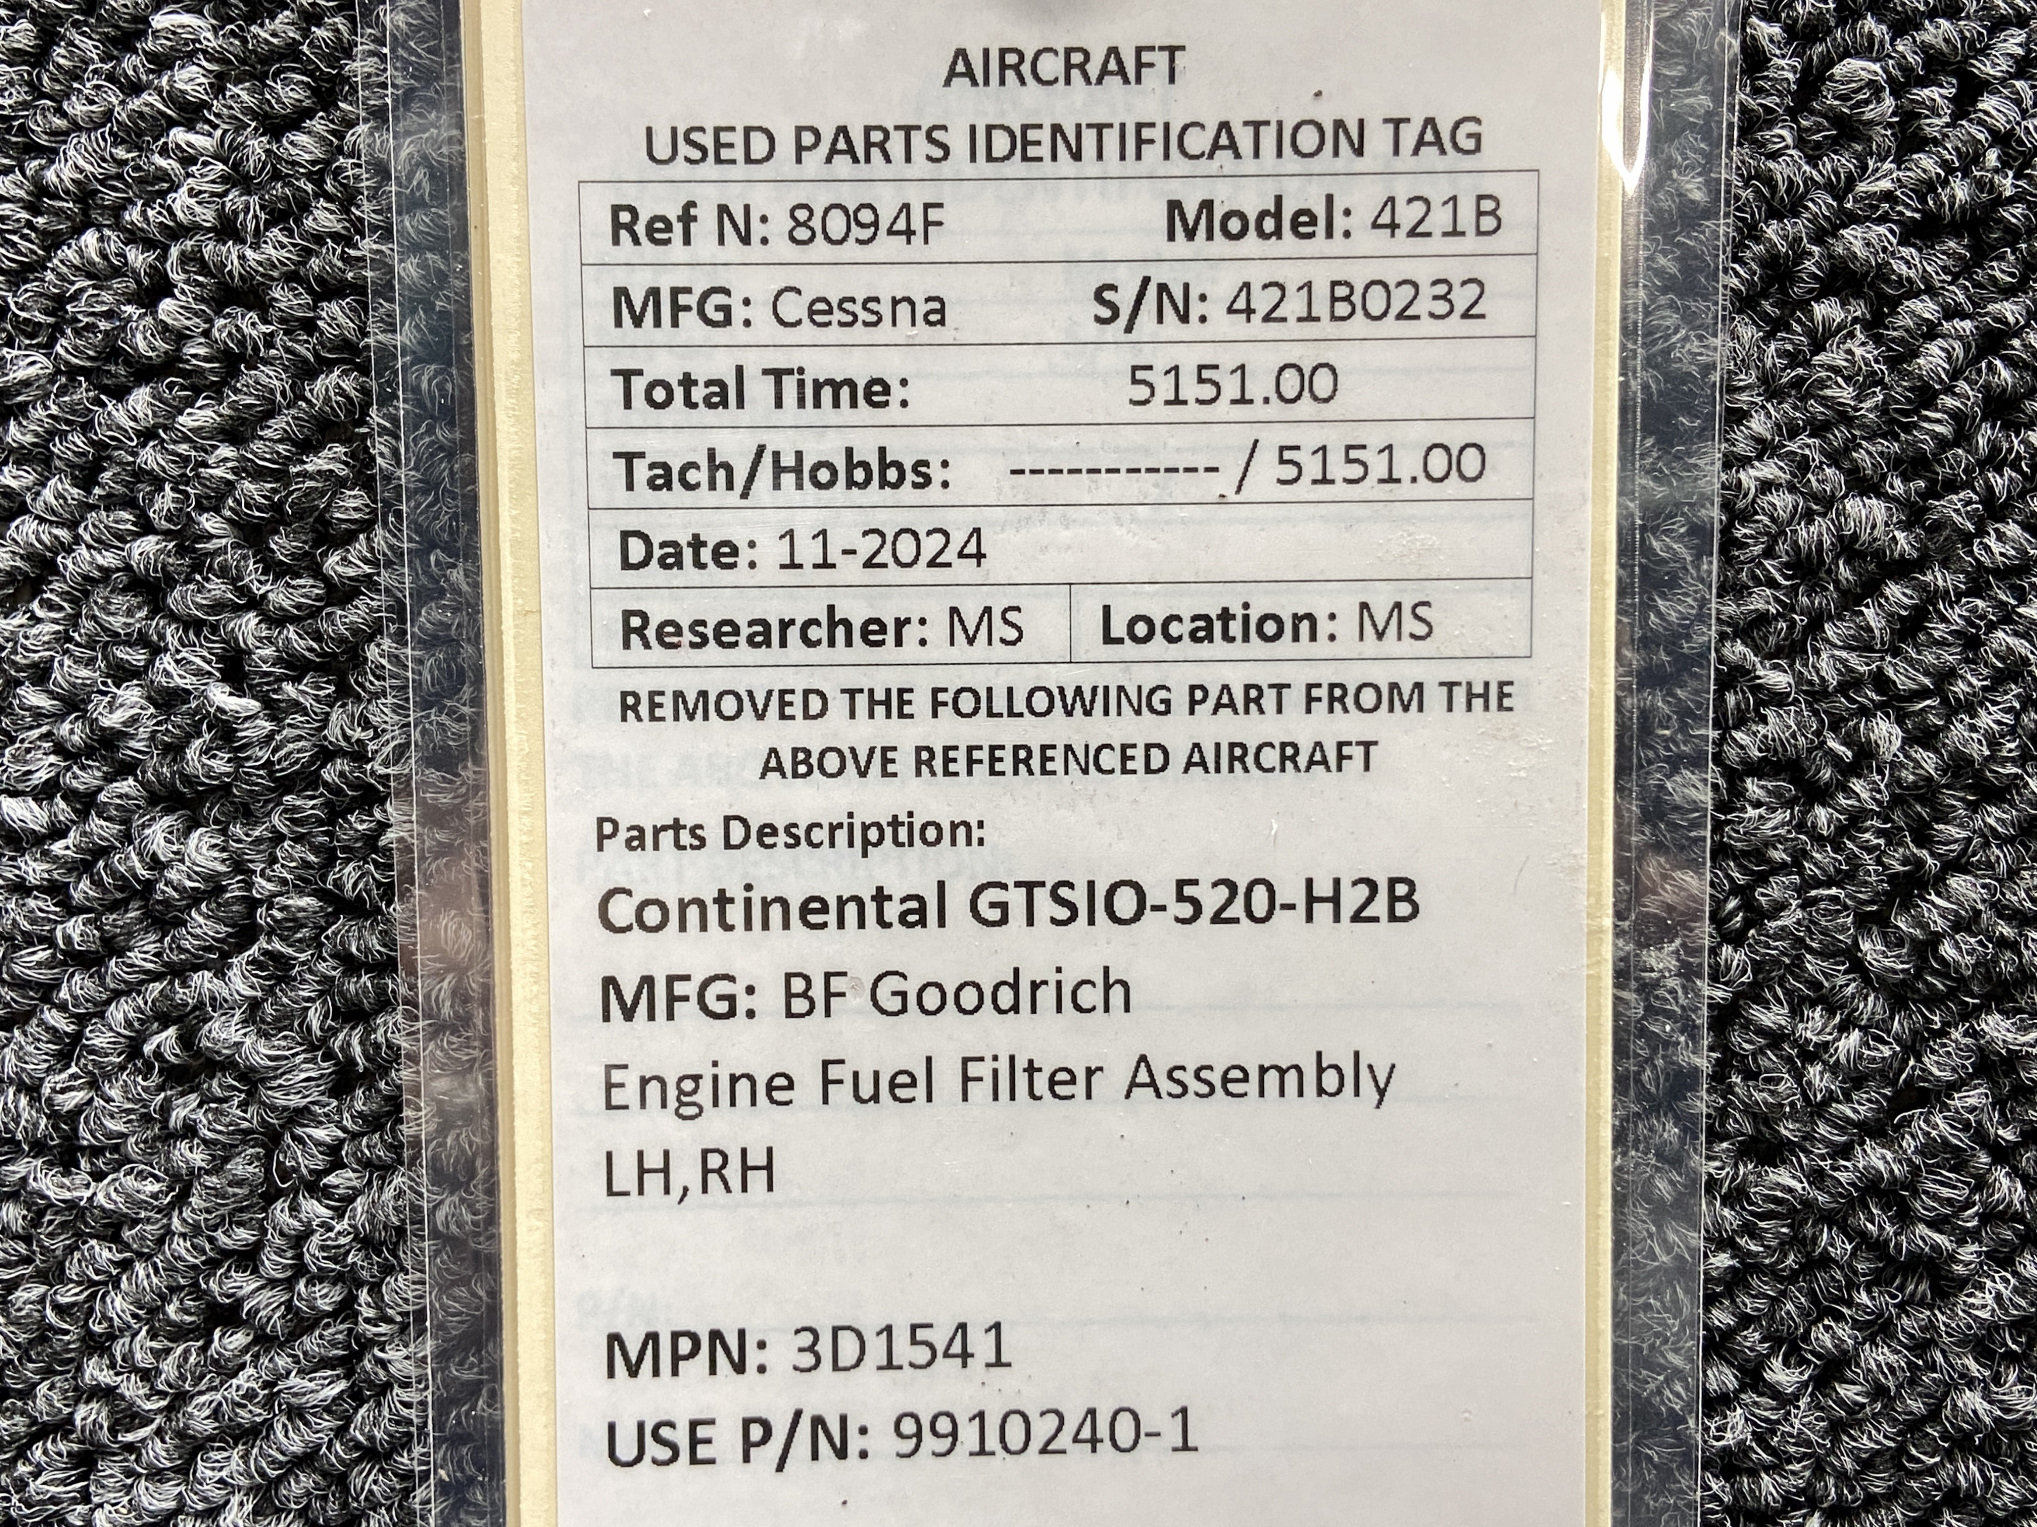 AIRCRAFT
USED PARTS IDENTIFICATION TAG
Ref N: 8094F Model: 421B
MFG: Cessna S/N: 421B0232
Total Time: 5151.00
Tach/Hobbs: ----------- / 5151.00
Date: 11-2024
Researcher: MS Location: MS
REMOVED THE FOLLOWING PART FROM THE
ABOVE REFERENCED AIRCRAFT
Parts Description:
Continental GTSIO-520-H2B
MFG: BF Goodrich
Engine Fuel Filter Assembly
LH,RH
MPN: 3D1541
USE P/N: 9910240-1